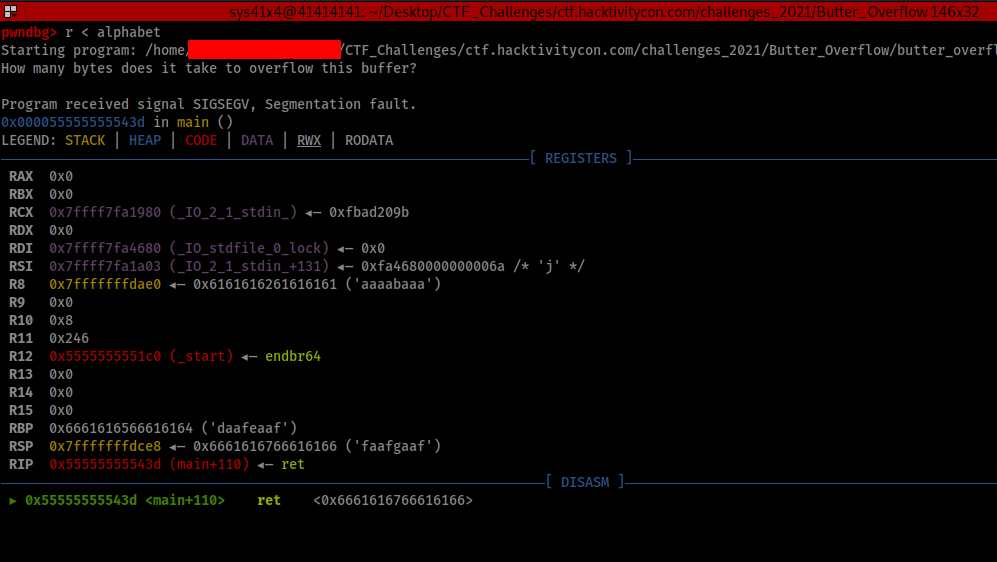 sys41x4@41414141: ~/Desktop/CTF_Challenges/ctf.hacktivitycon.com/challenges_2021/Butter_Overflow 146x32
pwndbg> r < alphabet
Starting program: /home/ /CTF_Challenges/ctf.hacktivitycon.com/challenges_2021/Butter_Overflow/butter_overfl
How many bytes does it take to overflow this buffer?
Program received signal SIGSEGV, Segmentation fault.
0x000055555555543d in main ()
LEGEND: STACK | HEAP | CODE | DATA | RWX | RODATA
[ REGISTERS ]
RAX 0x0
RBX 0x0
RCX 0x7ffff7fa1980 (_IO_2_1_stdin_) ◂— 0xfbad209b
RDX 0x0
RDI 0x7ffff7fa4680 (_IO_stdfile_0_lock) ◂— 0x0
RSI 0x7ffff7fa1a03 (_IO_2_1_stdin_+131) ◂— 0xfa4680000000006a /* 'j' */
R8 0x7fffffffdae0 ◂— 0x6161616261616161 ('aaaabaaa')
R9 0x0
R10 0x8
R11 0x246
R12 0x5555555551c0 (_start) ◂— endbr64
R13 0x0
R14 0x0
R15 0x0
RBP 0x6661616566616164 ('daafeaaf')
RSP 0x7fffffffdce8 ◂— 0x6661616766616166 ('faafgaaf')
RIP 0x55555555543d (main+110) ◂— ret
[ DISASM ]
► 0x55555555543d <main+110> ret <0x6661616766616166>